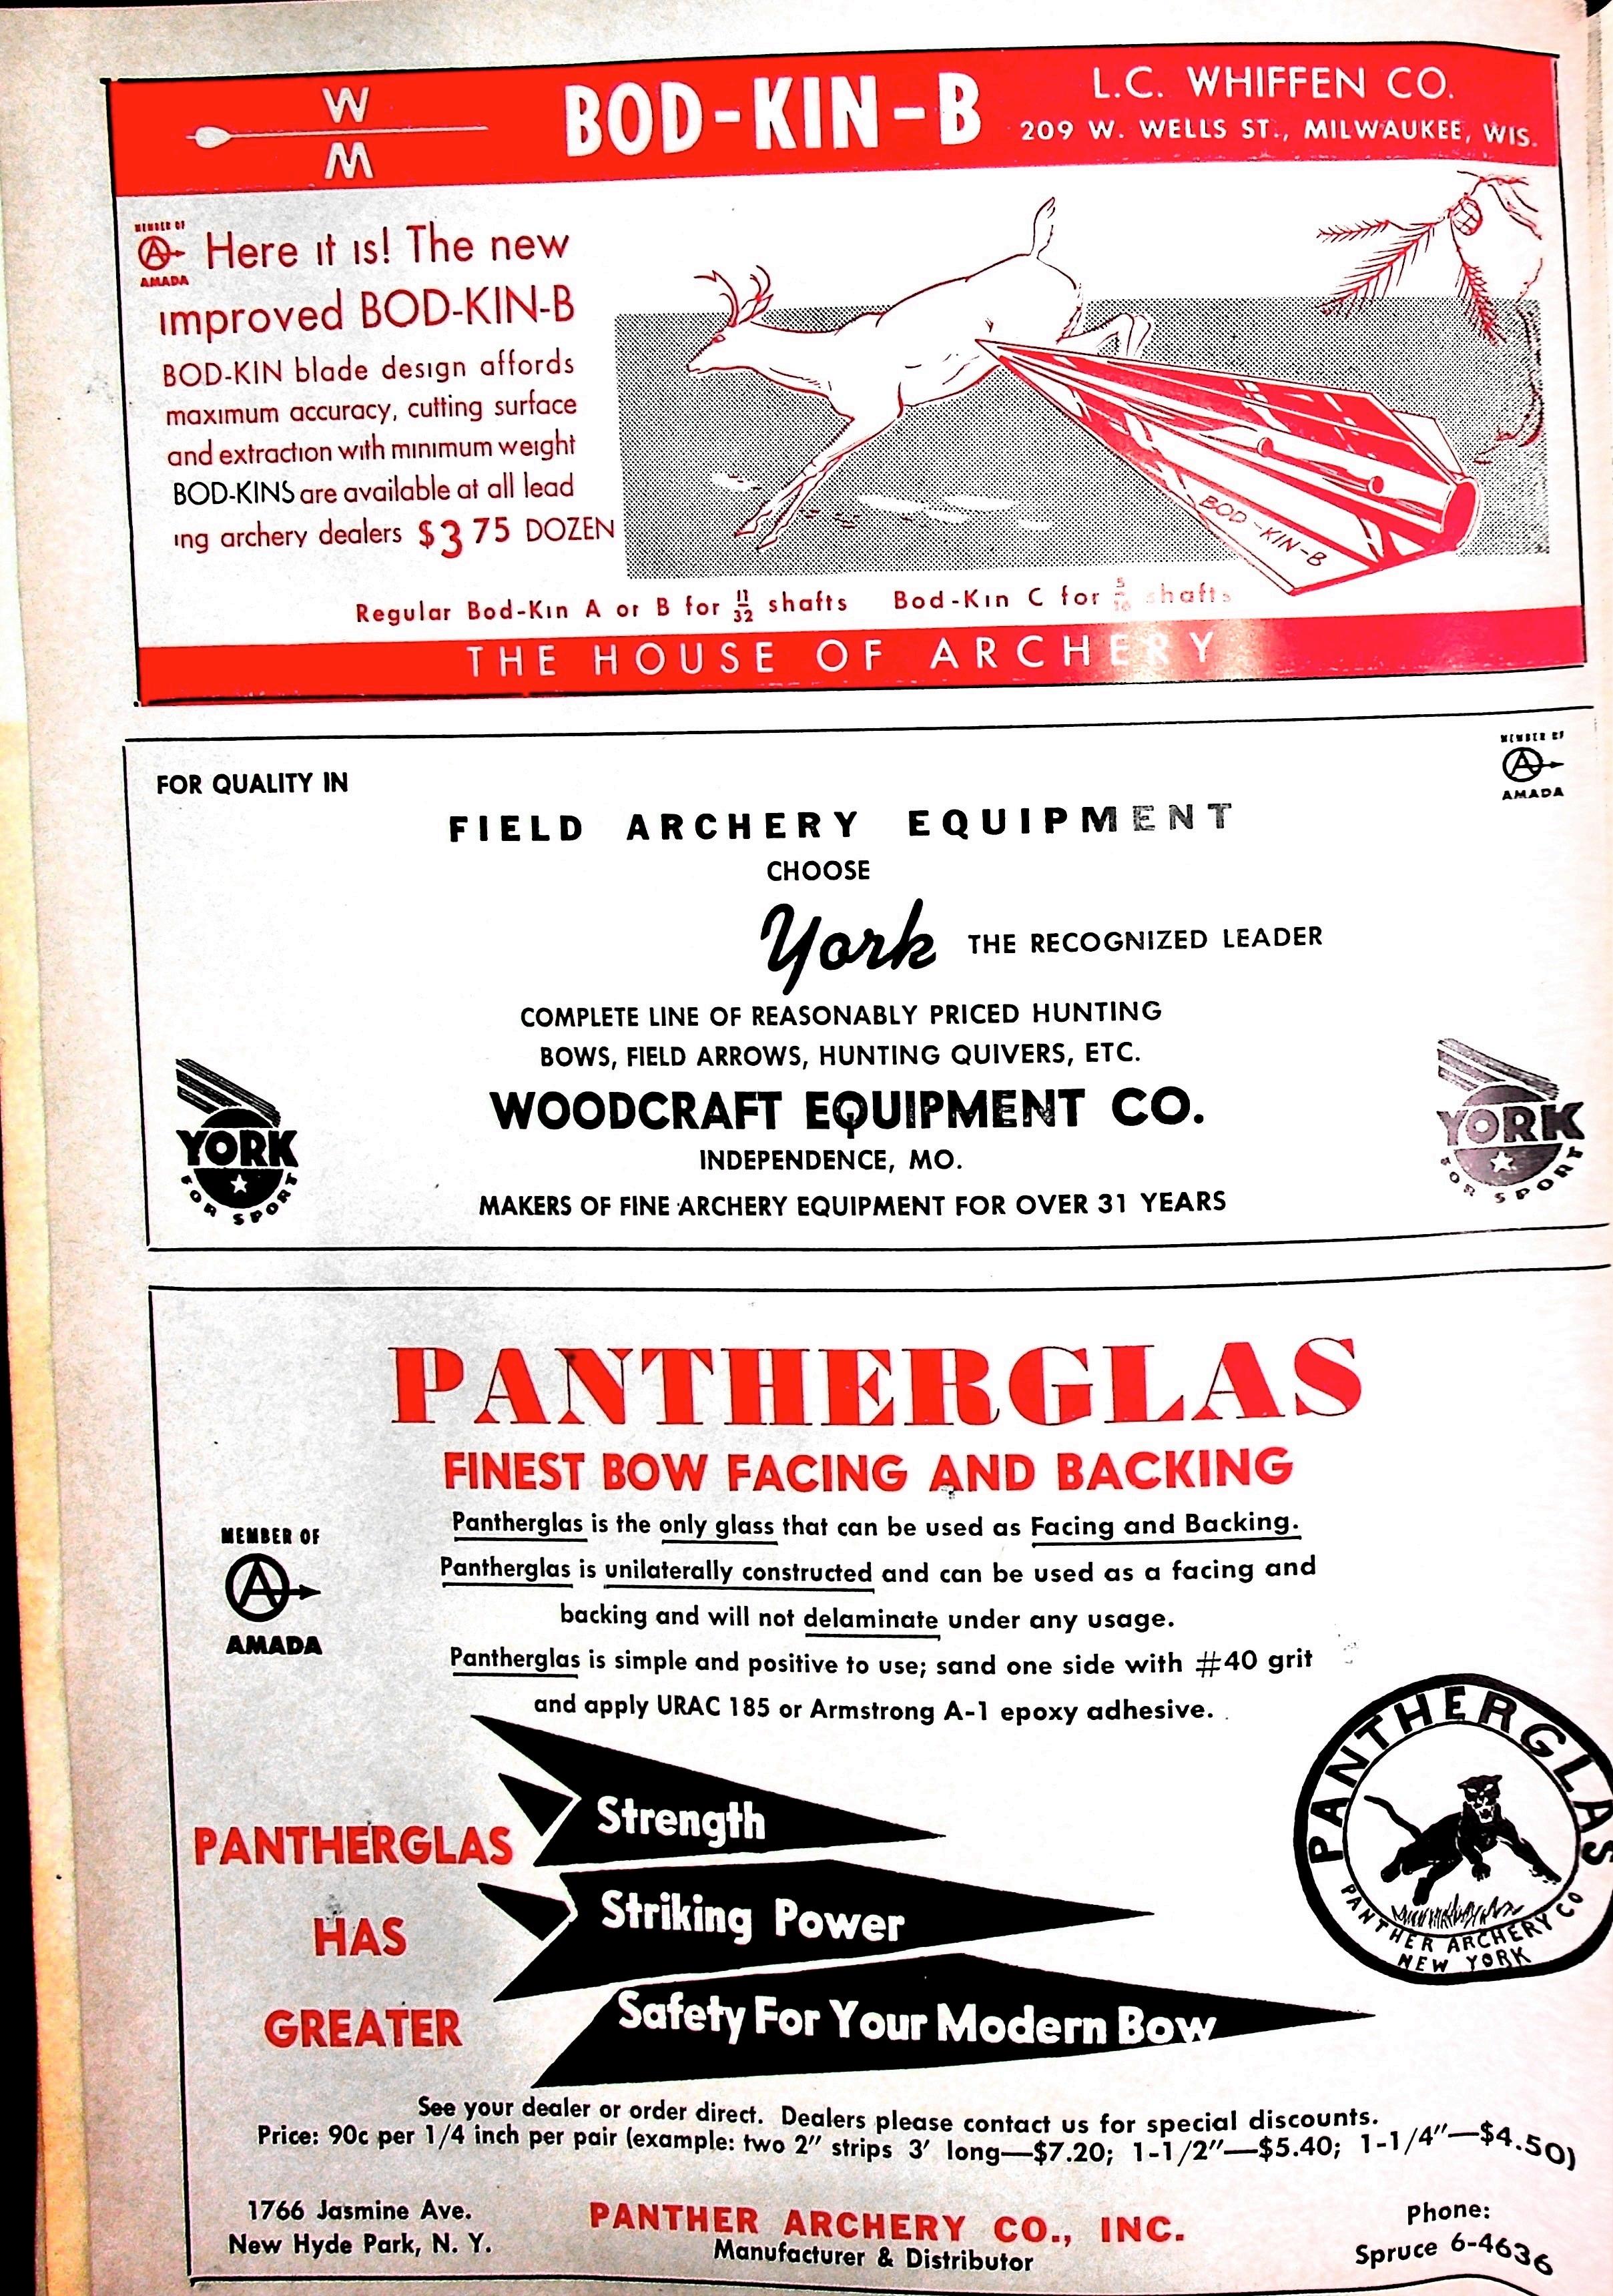 W
M
BOD-KIN-B
L.C. WHIFFEN CO.
209 W. WELLS ST., MILWAUKEE, WIS.
MEMBER OF
A
AMADA
Here it is! The new
improved BOD-KIN-B
BOD-KIN blade design affords
maximum accuracy, cutting surface
and extraction with minimum weight
BOD-KINS are available at all lead
ing archery dealers $3 75 DOZEN
BOD-KIN-B
Regular Bod-Kin A or B for 11/32 shafts Bod-Kin C for 5/16 shafts
THE HOUSE OF ARCHERY
MEMBER OF
A
AMADA
FOR QUALITY IN
FIELD ARCHERY EQUIPMENT
CHOOSE
York THE RECOGNIZED LEADER
COMPLETE LINE OF REASONABLY PRICED HUNTING
BOWS, FIELD ARROWS, HUNTING QUIVERS, ETC.
WOODCRAFT EQUIPMENT CO.
INDEPENDENCE, MO.
MAKERS OF FINE ARCHERY EQUIPMENT FOR OVER 31 YEARS
YORK
FOR SPORT
YORK
FOR SPORT
PANTHERGLAS
FINEST BOW FACING AND BACKING
MEMBER OF
A
AMADA
Pantherglas is the only glass that can be used as Facing and Backing.
Pantherglas is unilaterally constructed and can be used as a facing and
backing and will not delaminate under any usage.
Pantherglas is simple and positive to use; sand one side with #40 grit
and apply URAC 185 or Armstrong A-1 epoxy adhesive.
PANTHERGLAS
HAS
GREATER
Strength
Striking Power
Safety For Your Modern Bow
PANTHERGLAS
PANTHER ARCHERY CO
NEW YORK
See your dealer or order direct. Dealers please contact us for special discounts.
Price: 90c per 1/4 inch per pair (example: two 2" strips 3' long—$7.20; 1-1/2"—$5.40; 1-1/4"—$4.50)
1766 Jasmine Ave.
New Hyde Park, N. Y.
PANTHER ARCHERY CO., INC.
Manufacturer & Distributor
Phone:
Spruce 6-4636